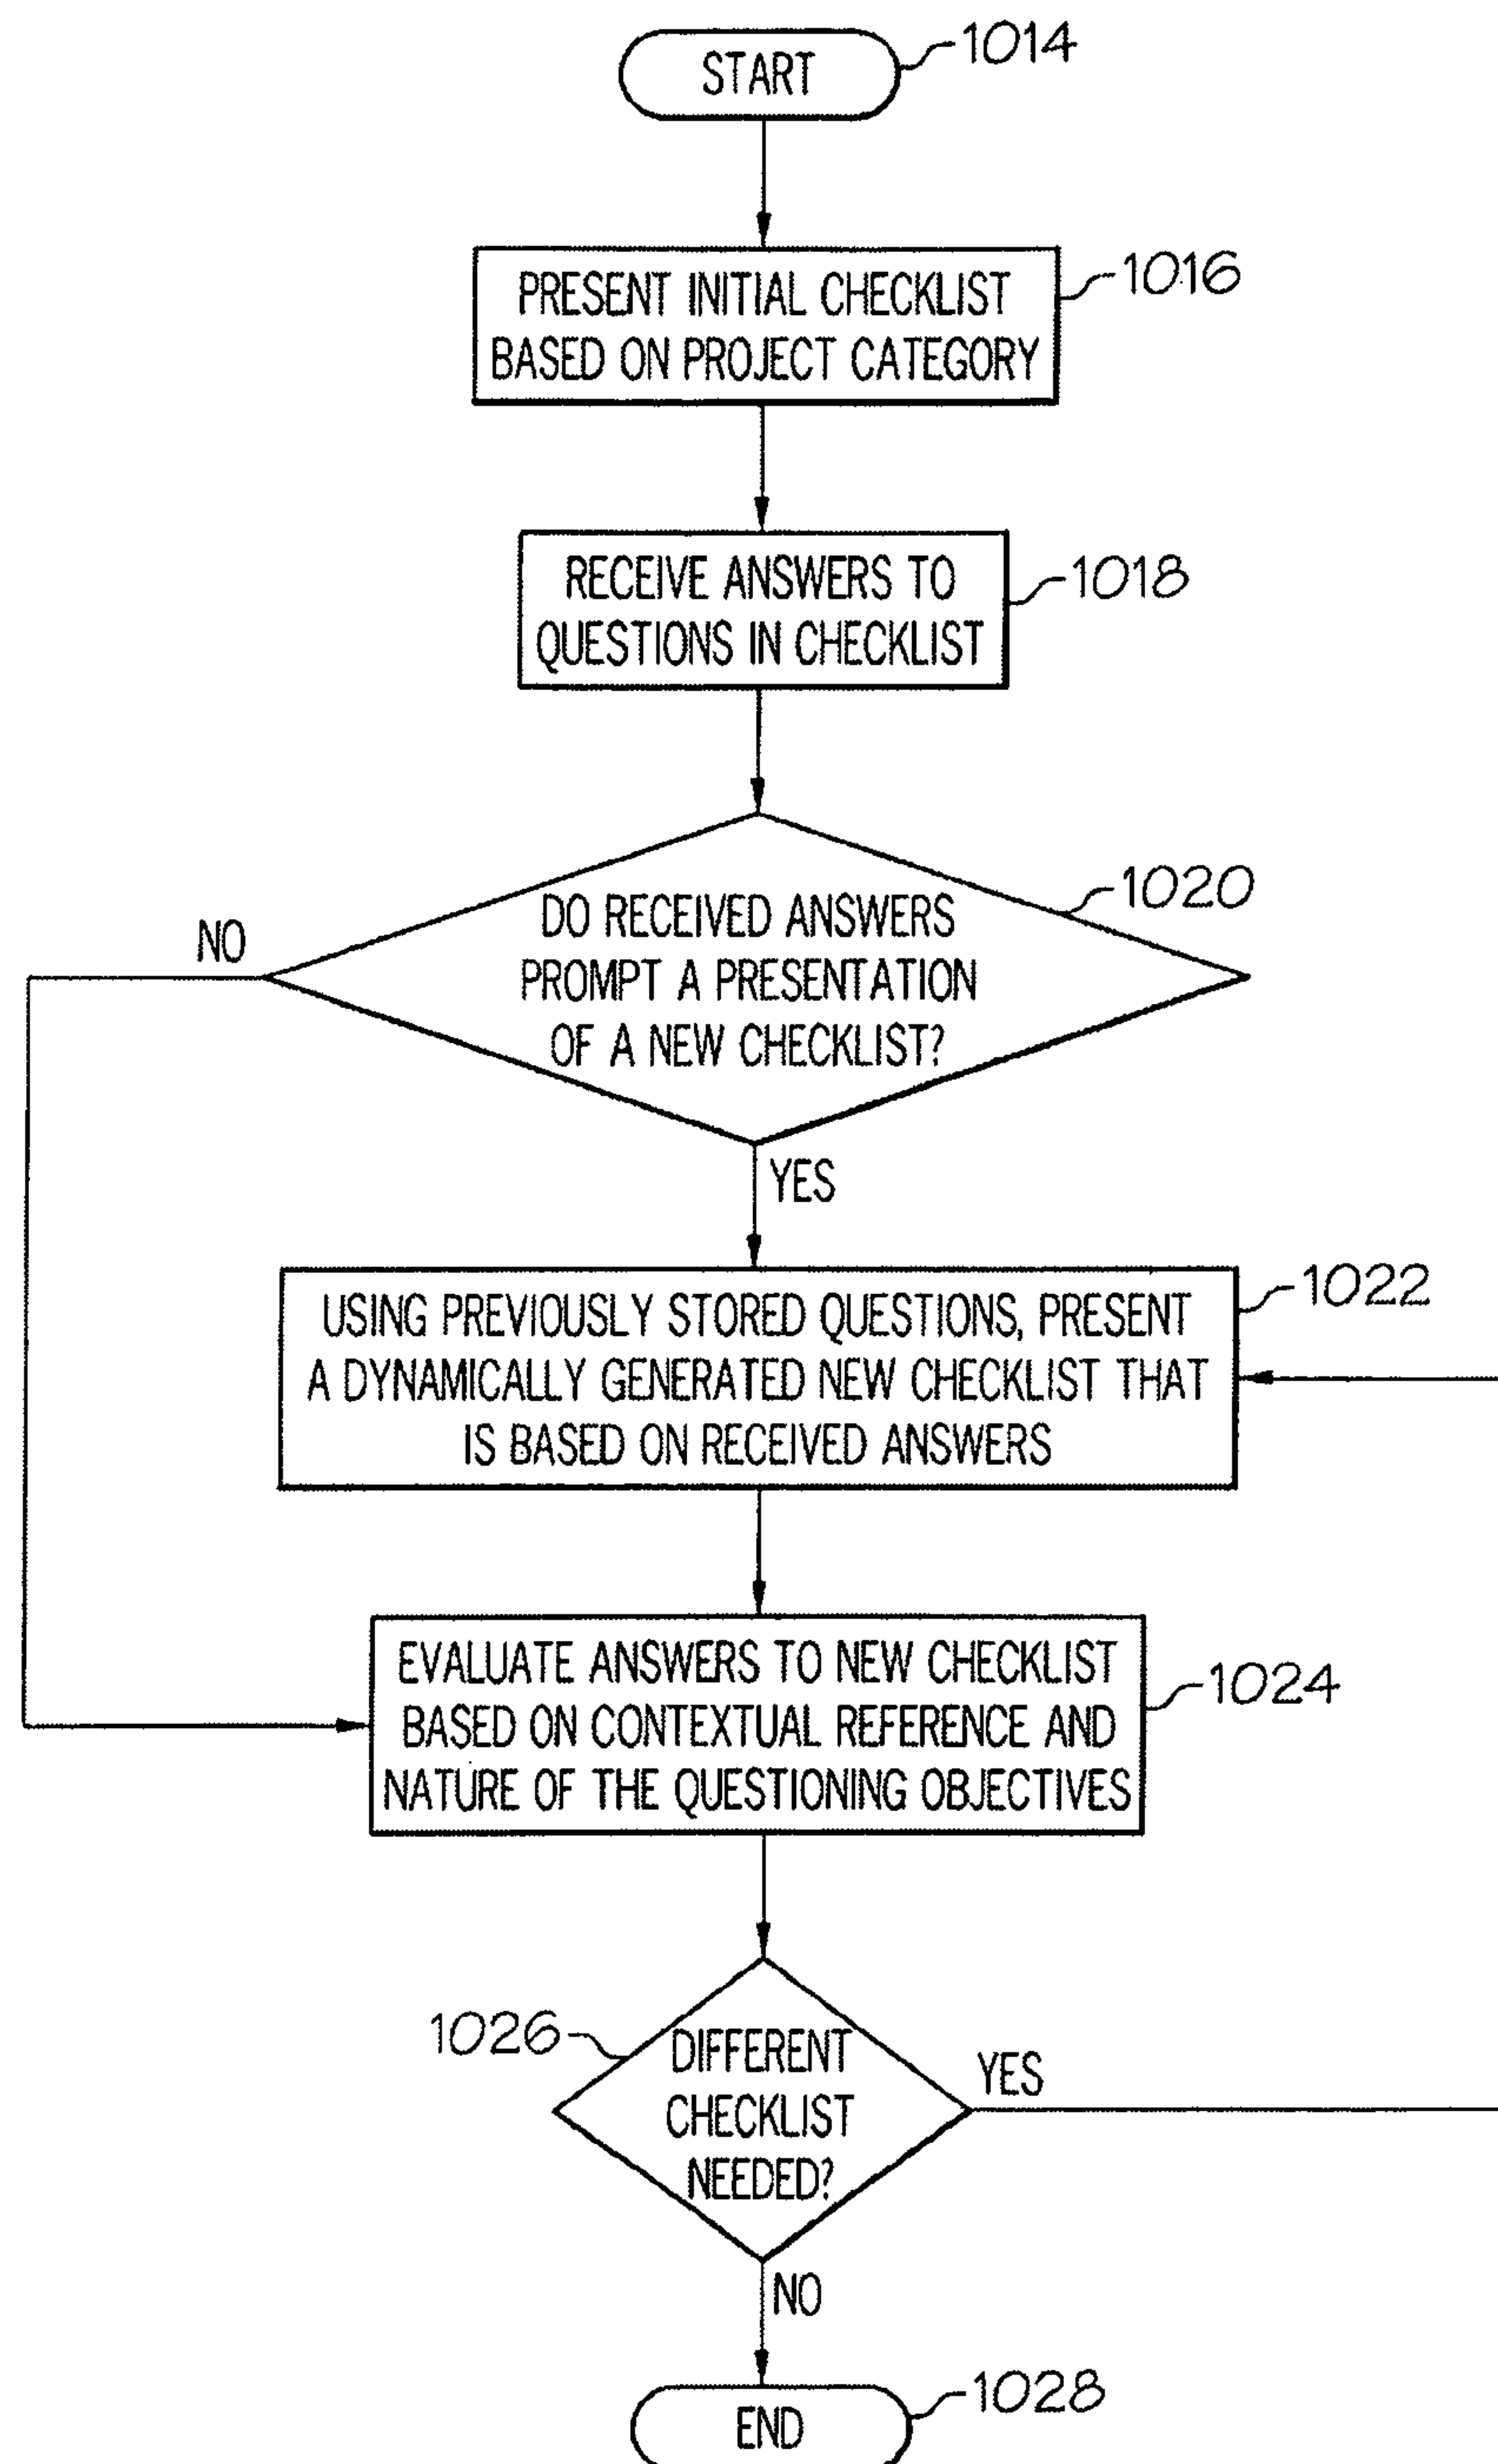 START
1014
PRESENT INITIAL CHECKLIST
BASED ON PROJECT CATEGORY
1016
RECEIVE ANSWERS TO
QUESTIONS IN CHECKLIST
1018
DO RECEIVED ANSWERS
PROMPT A PRESENTATION
OF A NEW CHECKLIST?
1020
NO
YES
USING PREVIOUSLY STORED QUESTIONS, PRESENT
A DYNAMICALLY GENERATED NEW CHECKLIST THAT
IS BASED ON RECEIVED ANSWERS
1022
EVALUATE ANSWERS TO NEW CHECKLIST
BASED ON CONTEXTUAL REFERENCE AND
NATURE OF THE QUESTIONING OBJECTIVES
1024
1026
DIFFERENT
CHECKLIST
NEEDED?
YES
NO
END
1028